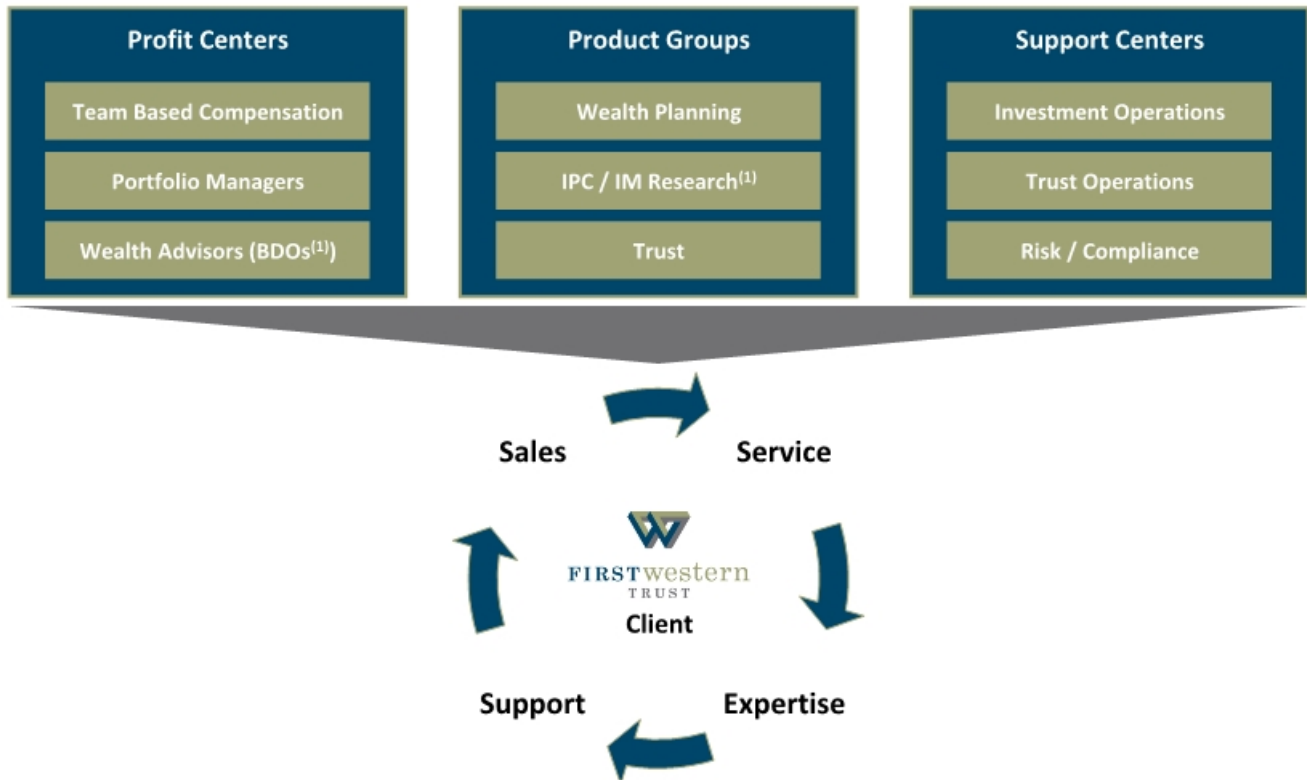 Profit Centers
Team Based Compensation
Portfolio Managers
Wealth Advisors (BDOs(1))
Product Groups
Wealth Planning
IPC / IM Research(1)
Trust
Support Centers
Investment Operations
Trust Operations
Risk / Compliance
Sales
Service
FIRSTwestern
TRUST
Client
Support
Expertise